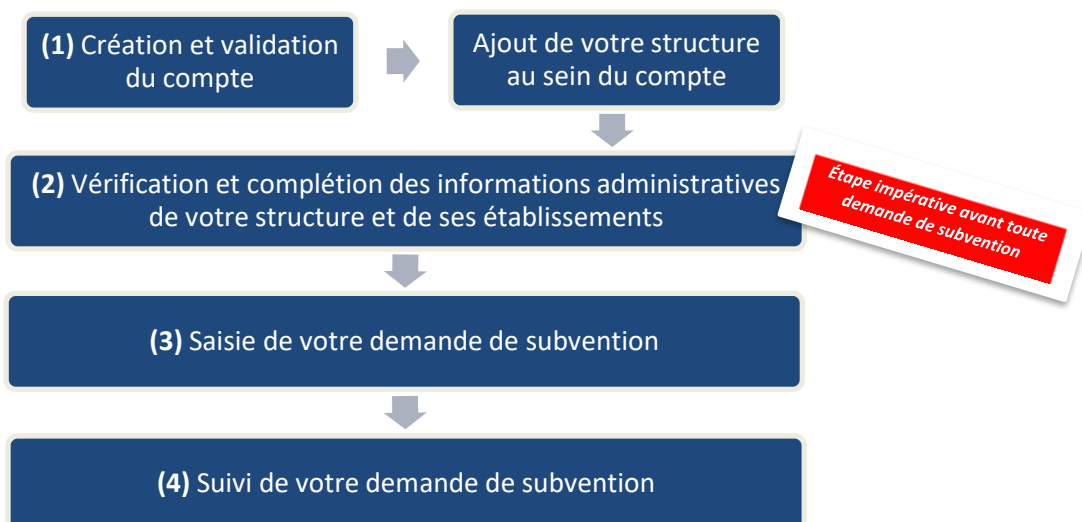 (1) Création et validation
du compte
Ajout de votre structure
au sein du compte
(2) Vérification et complétion des informations administratives
de votre structure et de ses établissements
Étape impérative avant toute
demande de subvention
(3) Saisie de votre demande de subvention
(4) Suivi de votre demande de subvention